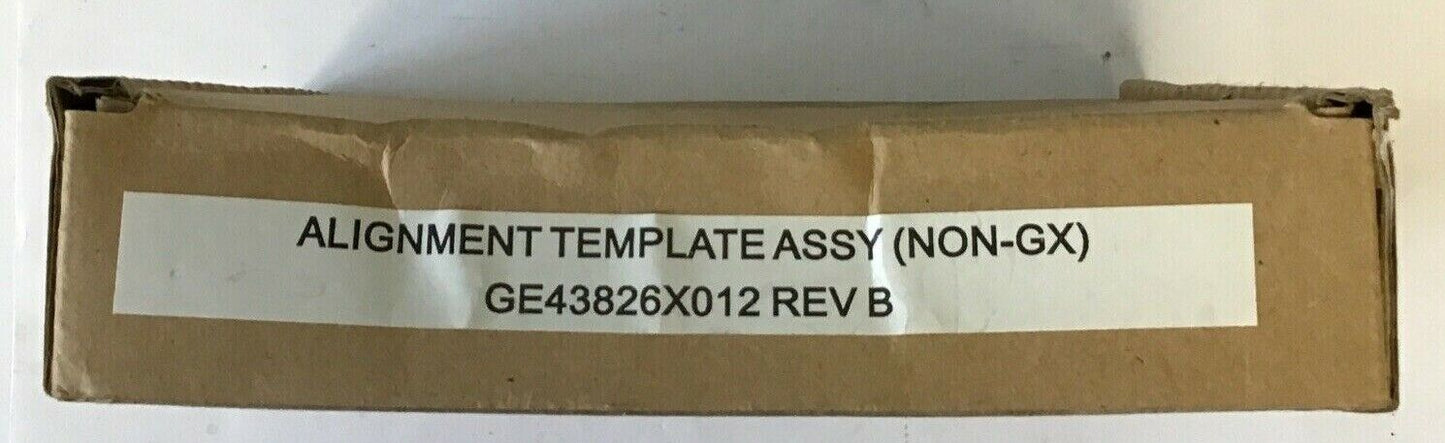 ALIGNMENT TEMPLATE ASSY (NON-GX)
GE43826X012 REV B